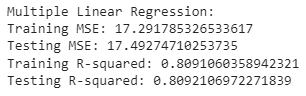 Multiple Linear Regression:
Training MSE: 17.291785326533617
Testing MSE: 17.49274710253735
Training R-squared: 0.8091060358942321
Testing R-squared: 0.8092106972271839